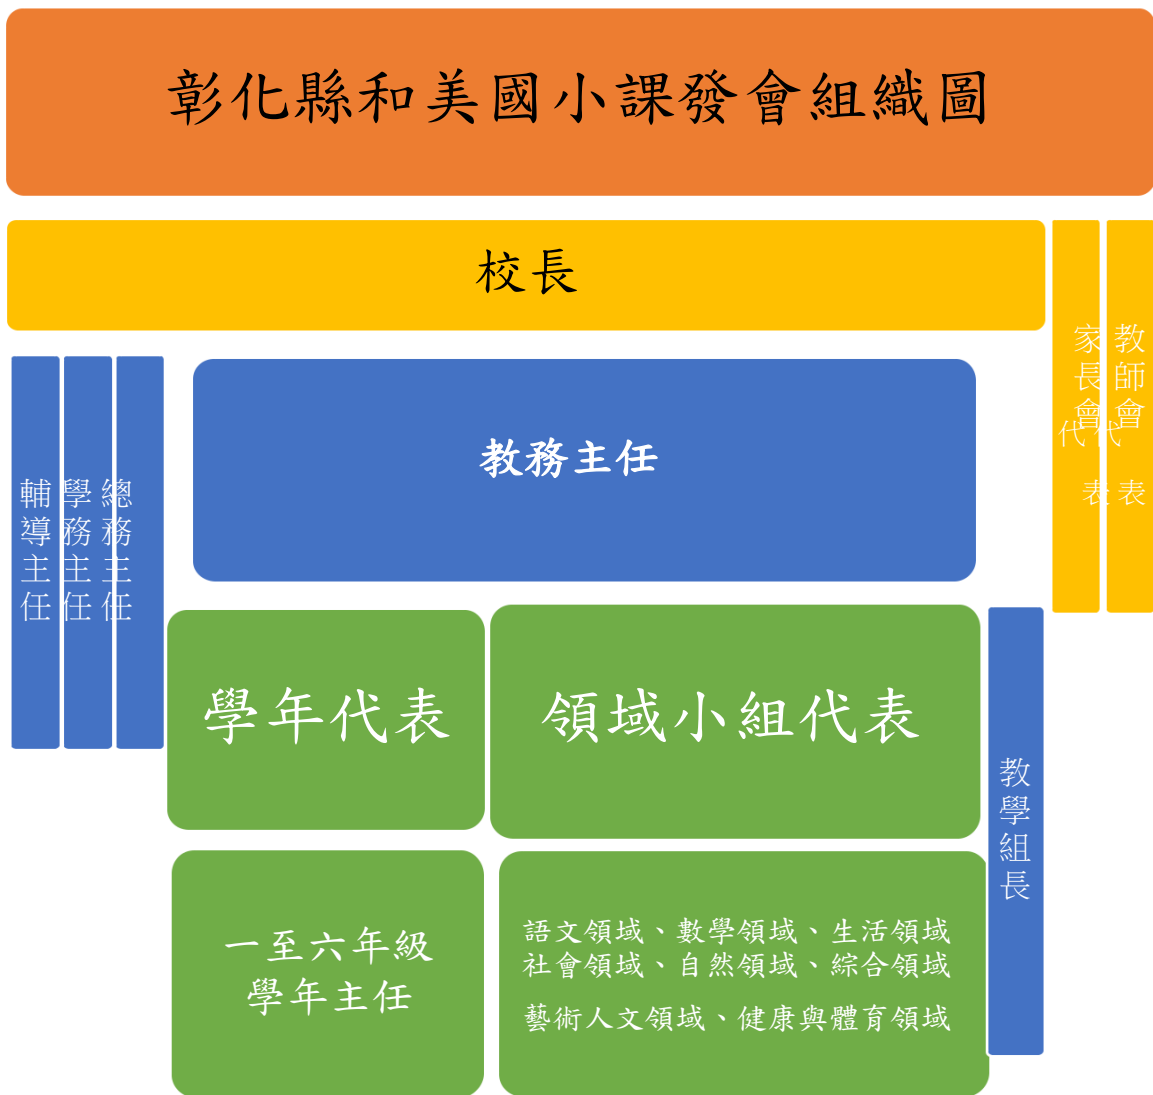 彰化縣和美國小課發會組織圖
校長
家長會代表
教師會代表
輔導主任
學務主任
總務主任
教務主任
學年代表
領域小組代表
教學組長
一至六年級
學年主任
語文領域、數學領域、生活領域
社會領域、自然領域、綜合領域
藝術人文領域、健康與體育領域